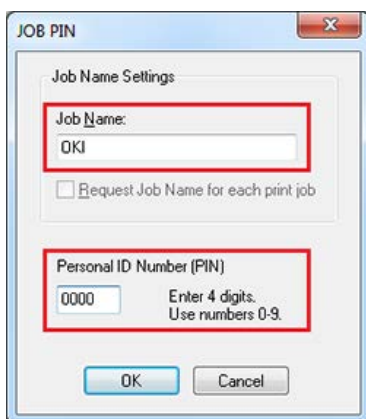 JOB PIN
Job Name Settings
Job Name:
OKI
Request Job Name for each print job
Personal ID Number (PIN)
0000
Enter 4 digits.
Use numbers 0-9.
OK
Cancel